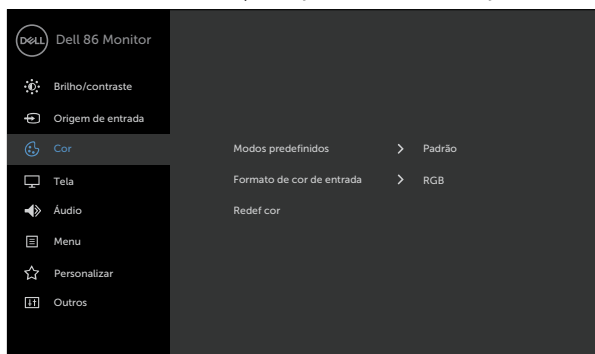 DELL Dell 86 Monitor
Brilho/contraste
Origem de entrada
Cor
Modos predefinidos > Padrão
Tela
Formato de cor de entrada > RGB
Áudio
Redef cor
Menu
Personalizar
Outros